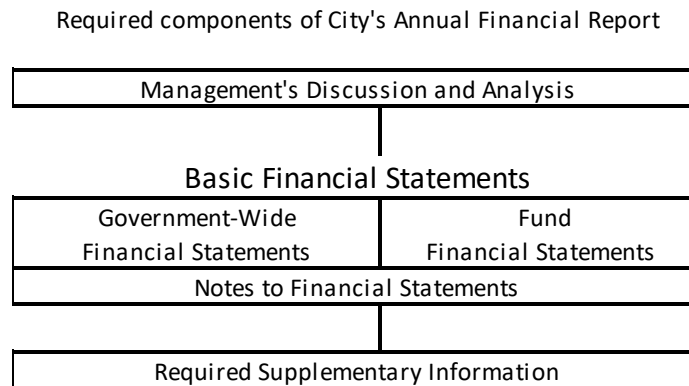 Required components of City's Annual Financial Report
Management's Discussion and Analysis
Basic Financial Statements
Government-Wide
Financial Statements
Fund
Financial Statements
Notes to Financial Statements
Required Supplementary Information